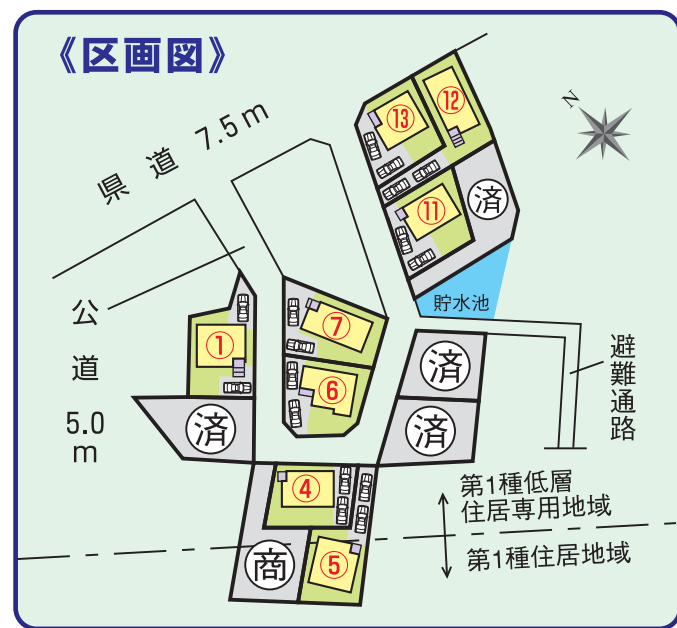 《区画図》
県道 7.5m
N
⑬
⑫
⑪
済
貯水池
公道
5.0
m
①
⑦
⑥
済
済
済
避難通路
④
⑤
商
第1種低層
住居専用地域
第1種住居地域